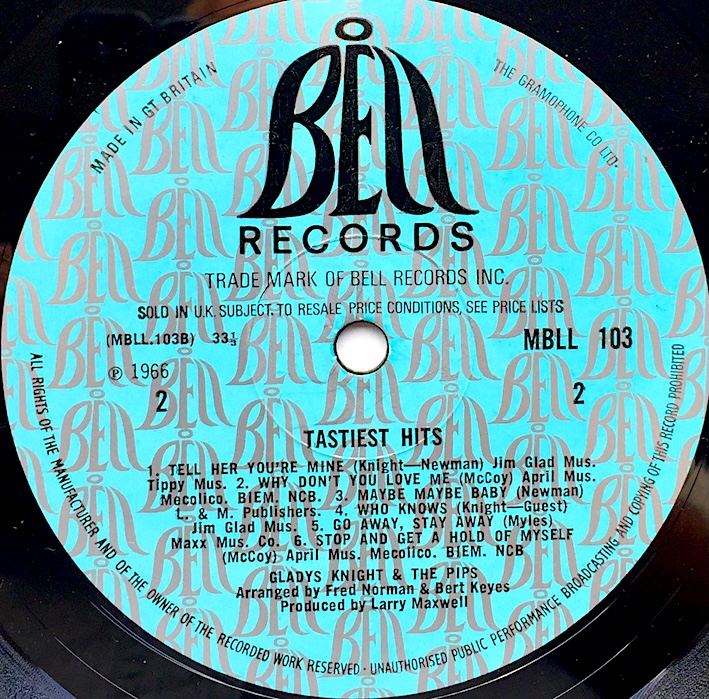 MADE IN GT BRITAIN
THE GRAMOPHONE CO LTD.
BELL
RECORDS
TRADE MARK OF BELL RECORDS INC.
SOLD IN U.K. SUBJECT TO RESALE PRICE CONDITIONS, SEE PRICE LISTS
(MBLL.103B) 33⅓
MBLL 103
℗ 1966
2
2
TASTIEST HITS
1. TELL HER YOU'RE MINE (Knight—Newman) Jim Glad Mus.
Tippy Mus. 2. WHY DON'T YOU LOVE ME (McCoy) April Mus.
Mecolico. BIEM. NCB. 3. MAYBE MAYBE BABY (Newman)
L. & M. Publishers. 4. WHO KNOWS (Knight—Guest)
Jim Glad Mus. 5. GO AWAY, STAY AWAY (Myles)
Maxx Mus. Co. 6. STOP AND GET A HOLD OF MYSELF
(McCoy) April Mus. Mecolico. BIEM. NCB
GLADYS KNIGHT & THE PIPS
Arranged by Fred Norman & Bert Keyes
Produced by Larry Maxwell
ALL RIGHTS OF THE MANUFACTURER AND OF THE OWNER OF THE RECORDED WORK RESERVED · UNAUTHORISED PUBLIC PERFORMANCE BROADCASTING AND COPYING OF THIS RECORD PROHIBITED